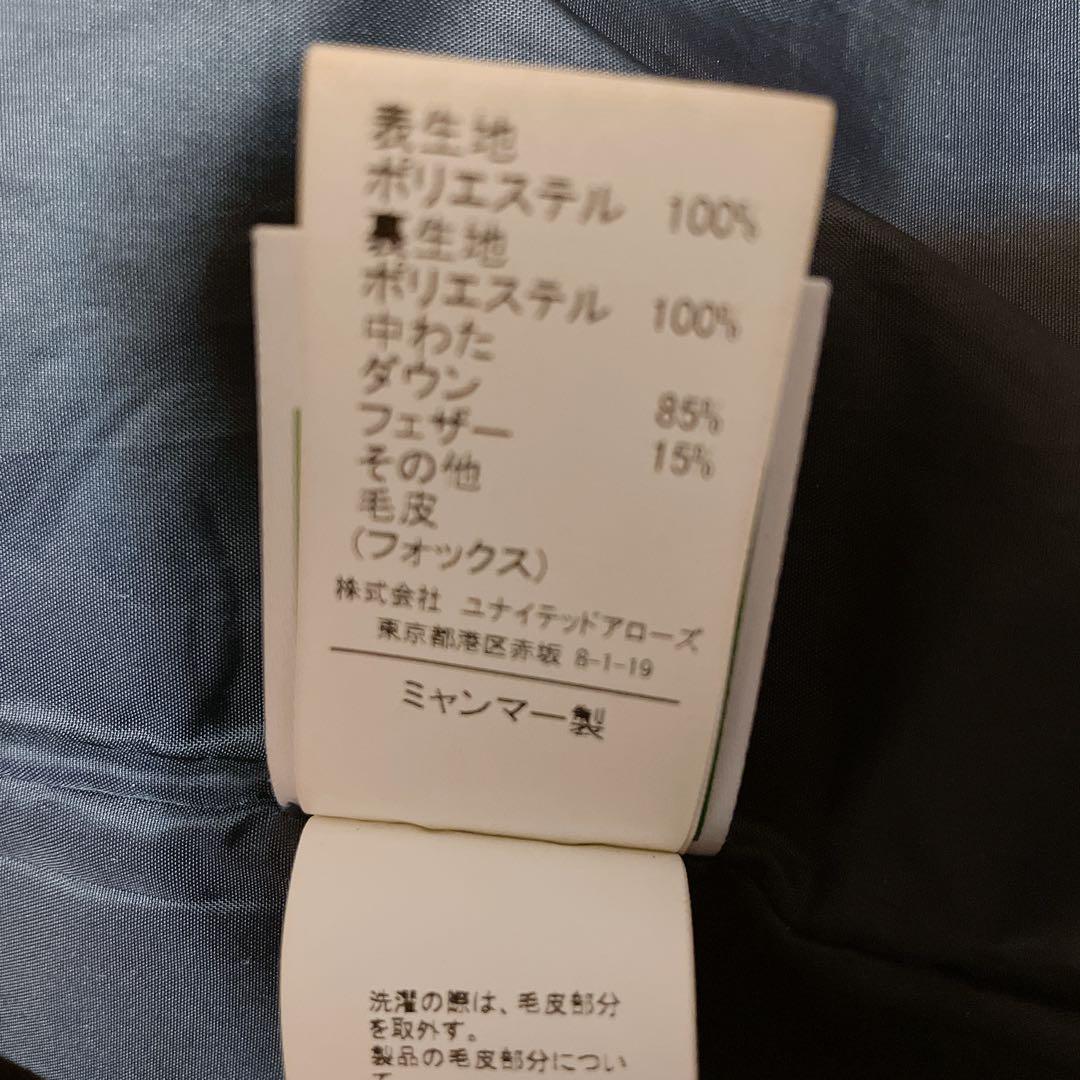 表生地
ポリエステル 100%
裏生地
ポリエステル 100%
中わた
ダウン 85%
フェザー 15%
その他
毛皮
(フォックス)
株式会社 ユナイテッドアローズ
東京都港区赤坂 8-1-19
ミャンマー製
洗濯の際は、毛皮部分
を取外す。
製品の毛皮部分につい